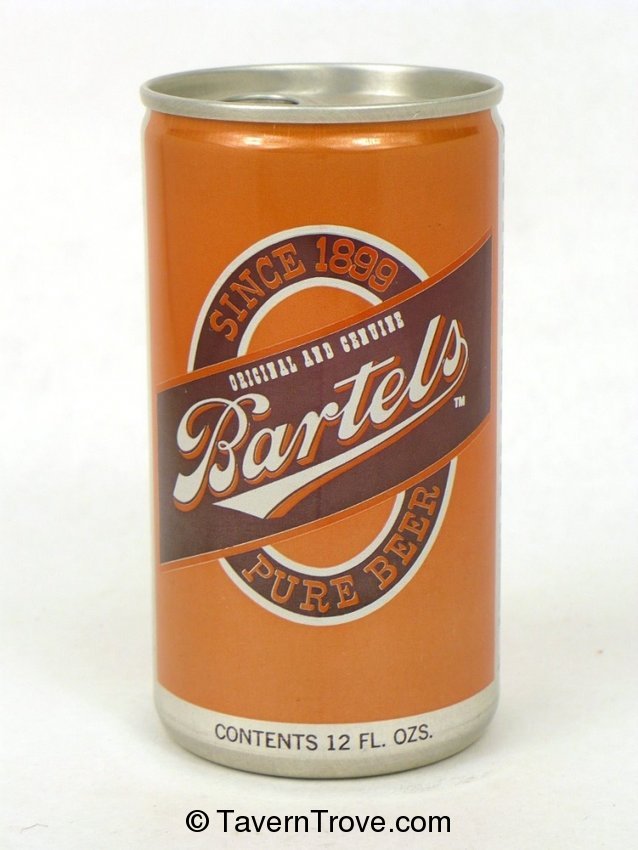 SINCE 1899
ORIGINAL AND GENUINE
Bartels ™
PURE BEER
CONTENTS 12 FL. OZS.
© TavernTrove.com